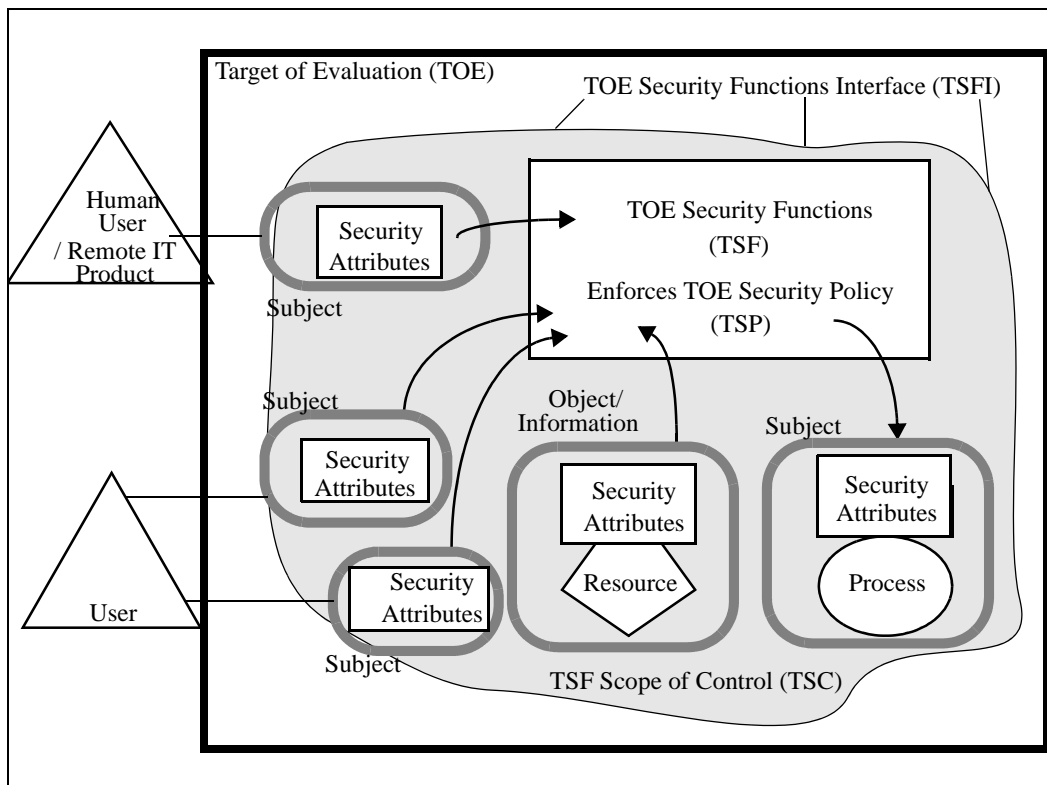 Target of Evaluation (TOE)
TOE Security Functions Interface (TSFI)
Human
User
/ Remote IT
Product
Security
Attributes
Subject
TOE Security Functions
(TSF)
Enforces TOE Security Policy
(TSP)
Subject
Security
Attributes
Object/
Information
Security
Attributes
Resource
Subject
Security
Attributes
Process
User
Security
Attributes
Subject
TSF Scope of Control (TSC)